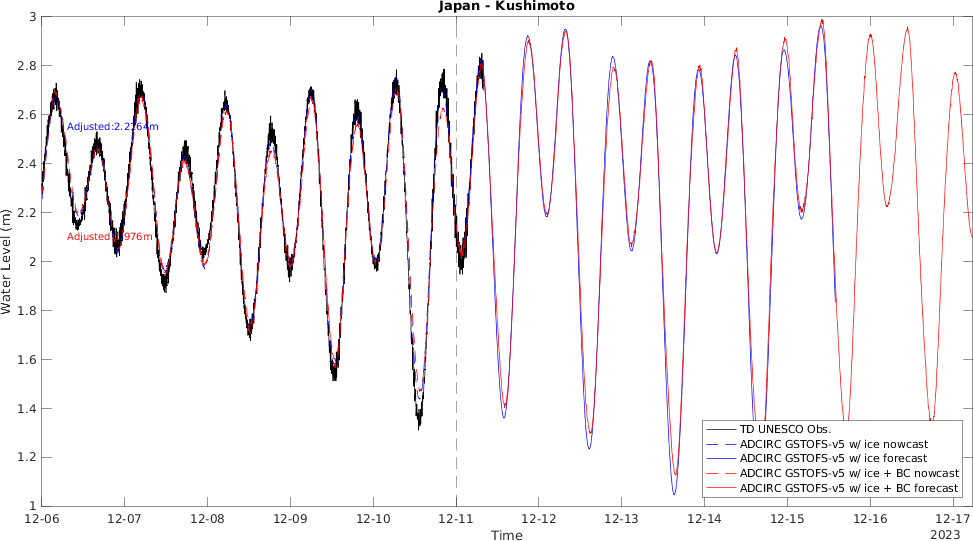 Japan - Kushimoto
Water Level (m)
3
2.8
2.6
2.4
2.2
2
1.8
1.6
1.4
1.2
1
Adjusted:2.2264m
TD UNESCO Obs.
ADCIRC GSTOFS-v5 w/ ice nowcast
ADCIRC GSTOFS-v5 w/ ice forecast
ADCIRC GSTOFS-v5 w/ ice + BC nowcast
ADCIRC GSTOFS-v5 w/ ice + BC forecast
12-06 12-07 12-08 12-09 12-10 12-11 12-12 12-13 12-14 12-15 12-16 12-17
2023
Time